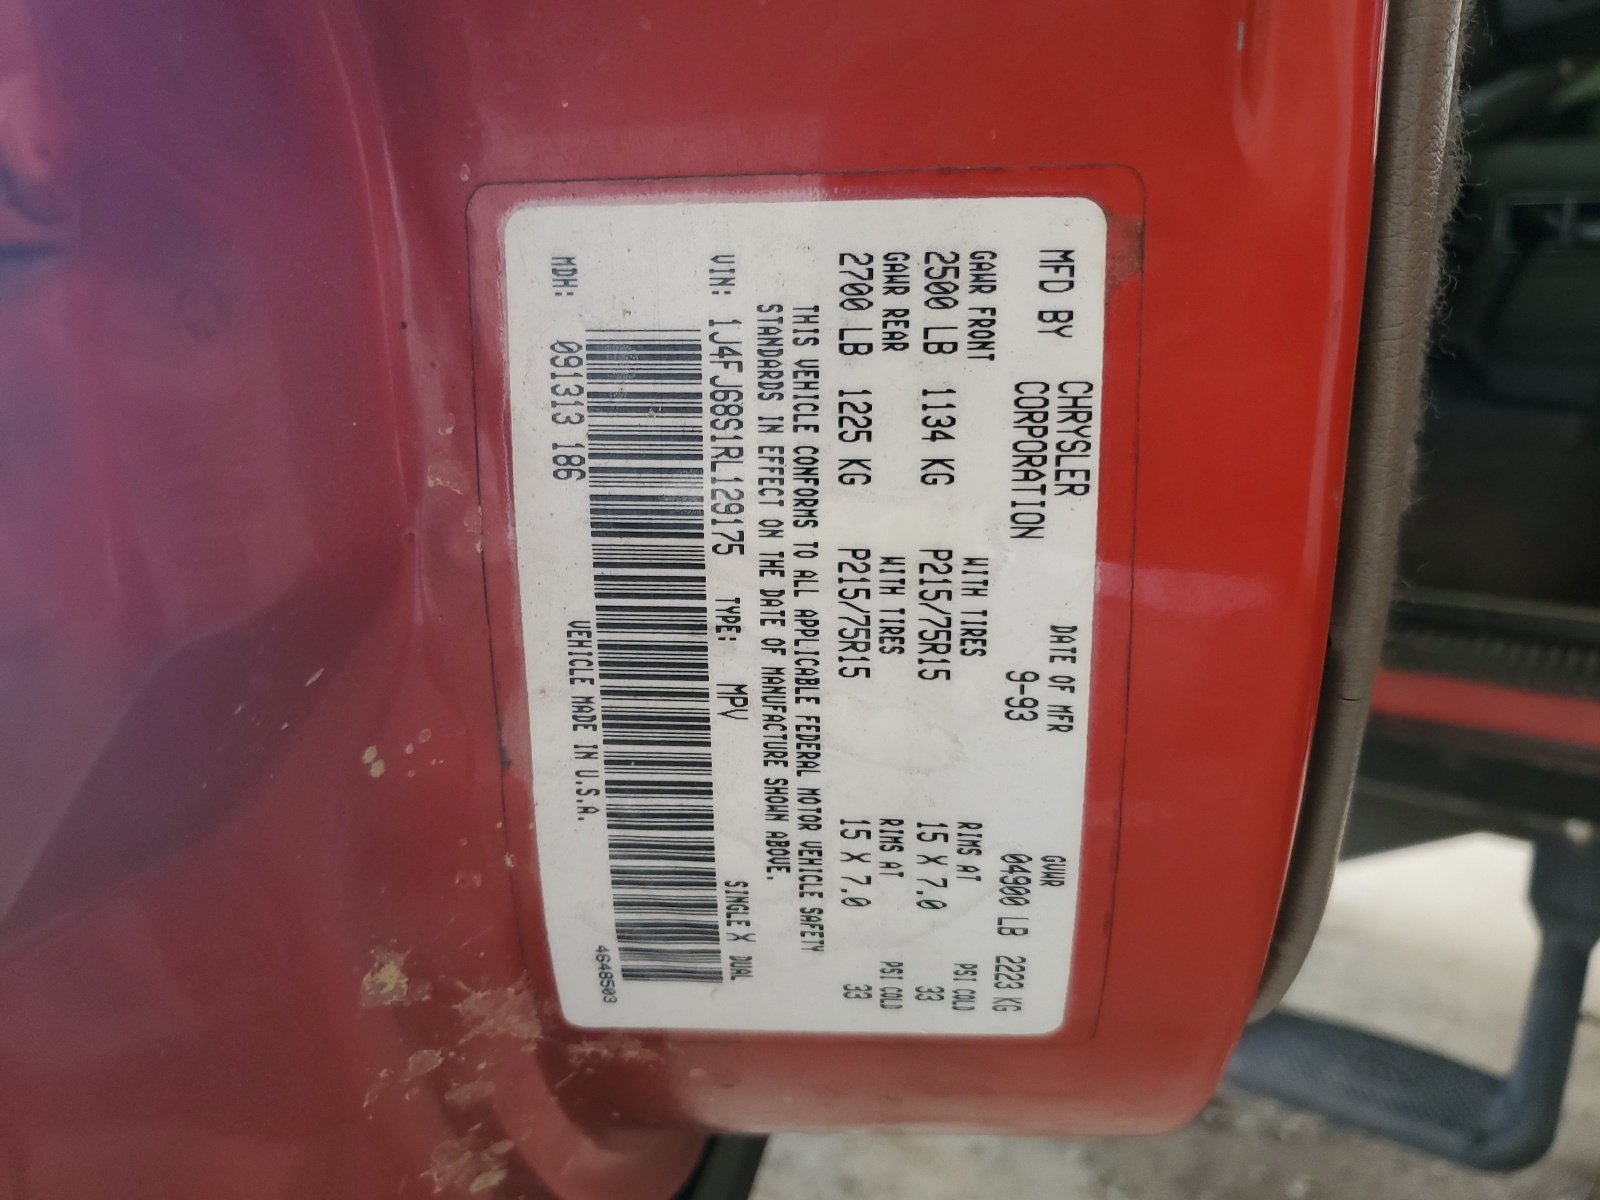 MFD BY CHRYSLER CORPORATION
DATE OF MFR 9-93
GVWR 04900 LB 2223 KG
GAWR FRONT WITH TIRES RIMS AT PSI COLD
2500 LB 1134 KG P215/75R15 15 X 7.0 33
GAWR REAR WITH TIRES RIMS AT PSI COLD
2700 LB 1225 KG P215/75R15 15 X 7.0 33
THIS VEHICLE CONFORMS TO ALL APPLICABLE FEDERAL MOTOR VEHICLE SAFETY
STANDARDS IN EFFECT ON THE DATE OF MANUFACTURE SHOWN ABOVE.
VIN: 1J4FJ68S1RL129175 TYPE: MPV SINGLE X DUAL
MDH: 091313 186 VEHICLE MADE IN U.S.A. 4648503